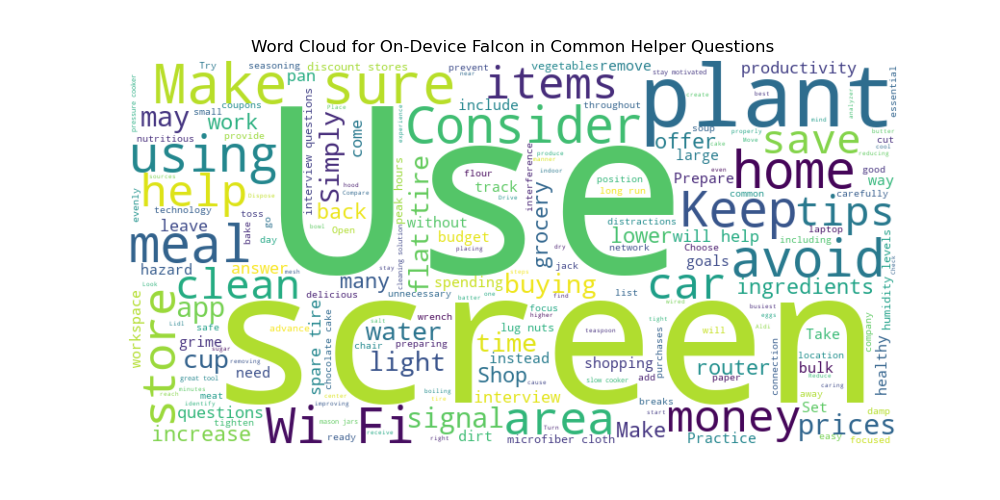 Word Cloud for On-Device Falcon in Common Helper Questions
Try seasoning discount stores prevent near vegetables remove stay motivated productivity
pressure cooker Make sure pan items create best analyzer essential
may small coupons work interview questions Simply come experience include throughout plant
nutritious provide Place Consider offer soup mind properly Move cake butter cut cool reducing
using evenly sources Use produce manner indoor large save even good way
help Dispose technology leave toss bake go hood Compare bowl Open back peak hours flat tire flour track Drive interference position long run Prepare home common carefully
meal day cleaning solution without budget placing grocery dry distractions network lower will help Keep tips laptop including Choose goals avoid
hazard answer mesh stay many spending jack buying list car ingredients humidity levels check
clean delicious unnecessary batter one steps find
Look store app advance salt wrench focus higher screen wired tight busiest eggs
workspace Lidl safe grime spare tire chocolate cake water lug nuts time Teaspoon will Aldi Take company
cup sugar removing chair preparing light instead shopping purchases router connection location Reduce bulk healthy
great tool need minutes reach meat identify improving canter boiling tire Shop cause slow cooker add paper away caring
questions tighten mason jars Wi Fi signal interview area breaks start money Set prices damp
increase ready receive right dirt Turn microfiber cloth Make Practice easy focused